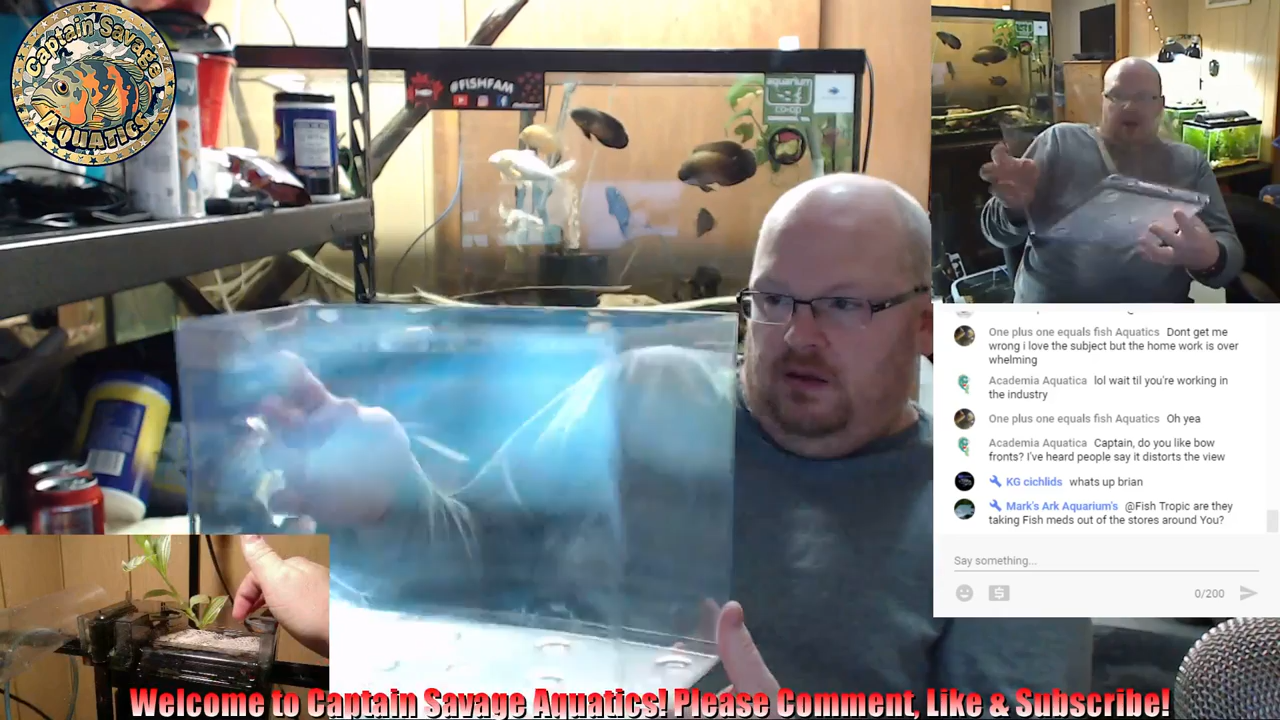 Captain Savage
AQUATICS
#FISHFAM
aquarium
CO-OP
One plus one equals fish Aquatics Dont get me
wrong i love the subject but the home work is over
whelming
Academia Aquatica lol wait til you're working in
the industry
One plus one equals fish Aquatics Oh yea
Academia Aquatica Captain, do you like bow
fronts? I've heard people say it distorts the view
KG cichlids whats up brian
Mark's Ark Aquarium's @Fish Tropic are they
taking Fish meds out of the stores around You?
Say something...
0/200
Welcome to Captain Savage Aquatics! Please Comment, Like & Subscribe!